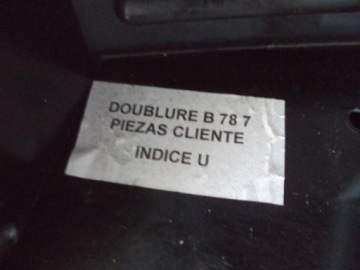 DOUBLURE B 78 7
PIEZAS CLIENTE
INDICE U